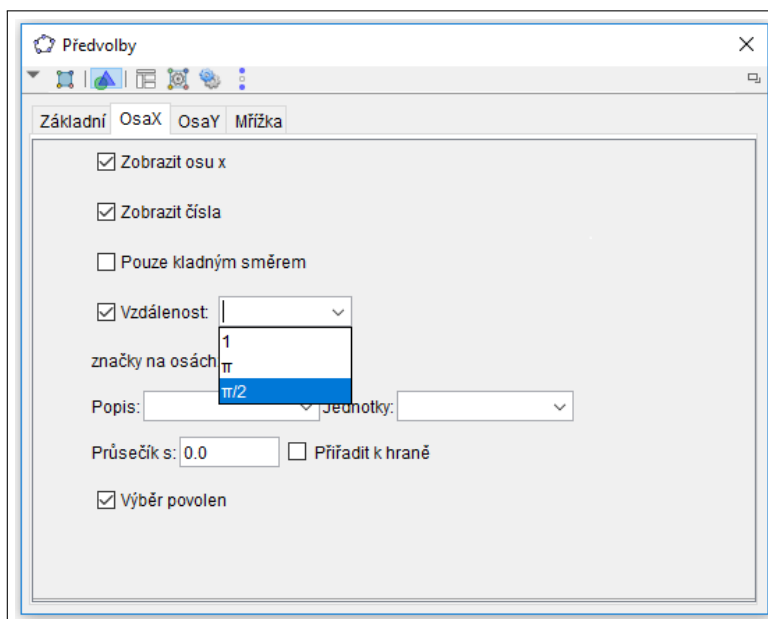 Předvolby
Základní OsaX OsaY Mřížka
Zobrazit osu x
Zobrazit čísla
Pouze kladným směrem
Vzdálenost:
1
značky na osách
π
π/2
Popis: Jednotky:
Průsečík s: 0.0 Přiřadit k hraně
Výběr povolen